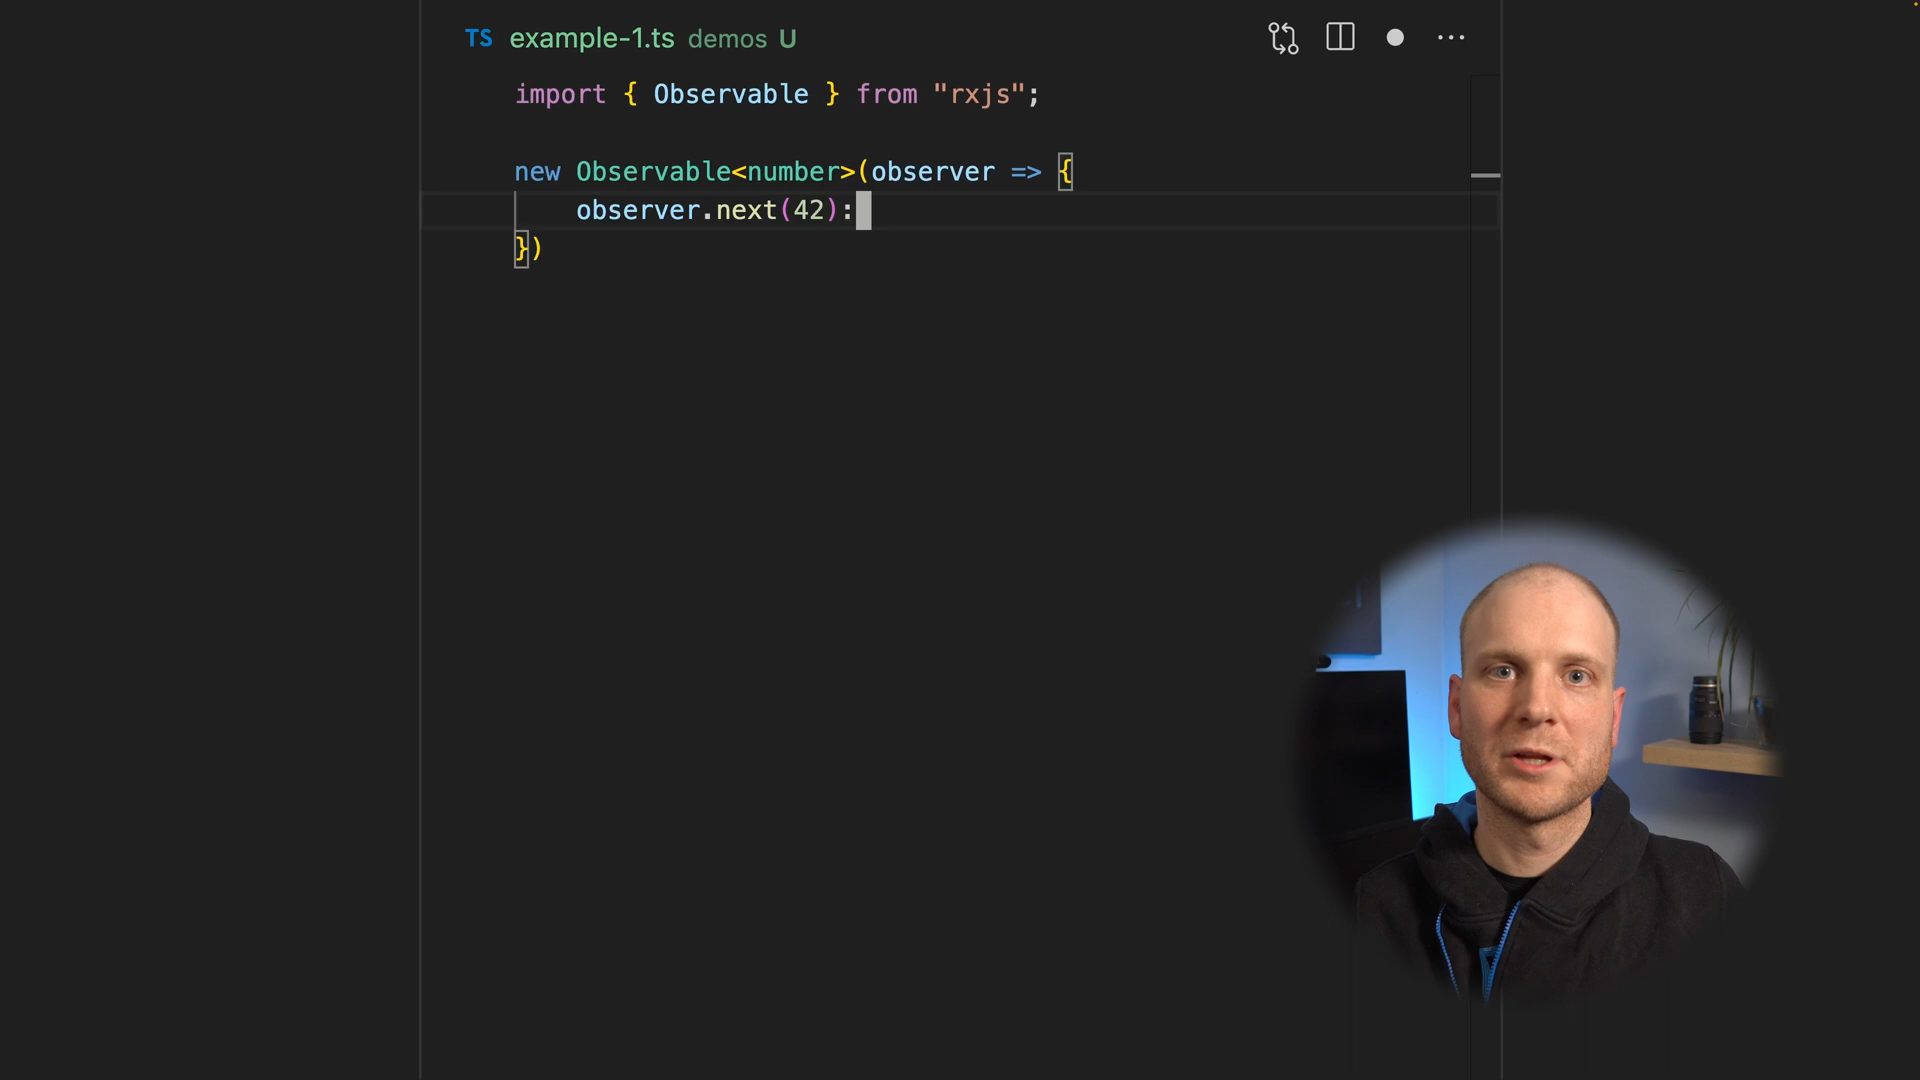 TS example-1.ts demos U
import { Observable } from "rxjs";
new Observable<number>(observer => {
observer.next(42):
})